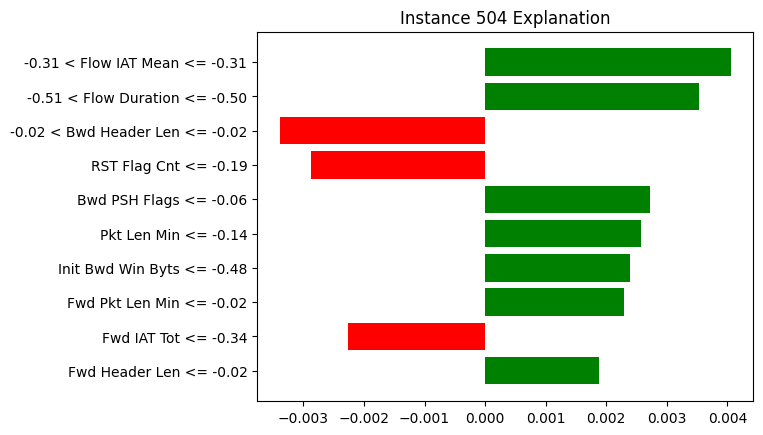 Instance 504 Explanation
-0.31 < Flow IAT Mean <= -0.31
-0.51 < Flow Duration <= -0.50
-0.02 < Bwd Header Len <= -0.02
RST Flag Cnt <= -0.19
Bwd PSH Flags <= -0.06
Pkt Len Min <= -0.14
Init Bwd Win Byts <= -0.48
Fwd Pkt Len Min <= -0.02
Fwd IAT Tot <= -0.34
Fwd Header Len <= -0.02
−0.003 −0.002 −0.001 0.000 0.001 0.002 0.003 0.004